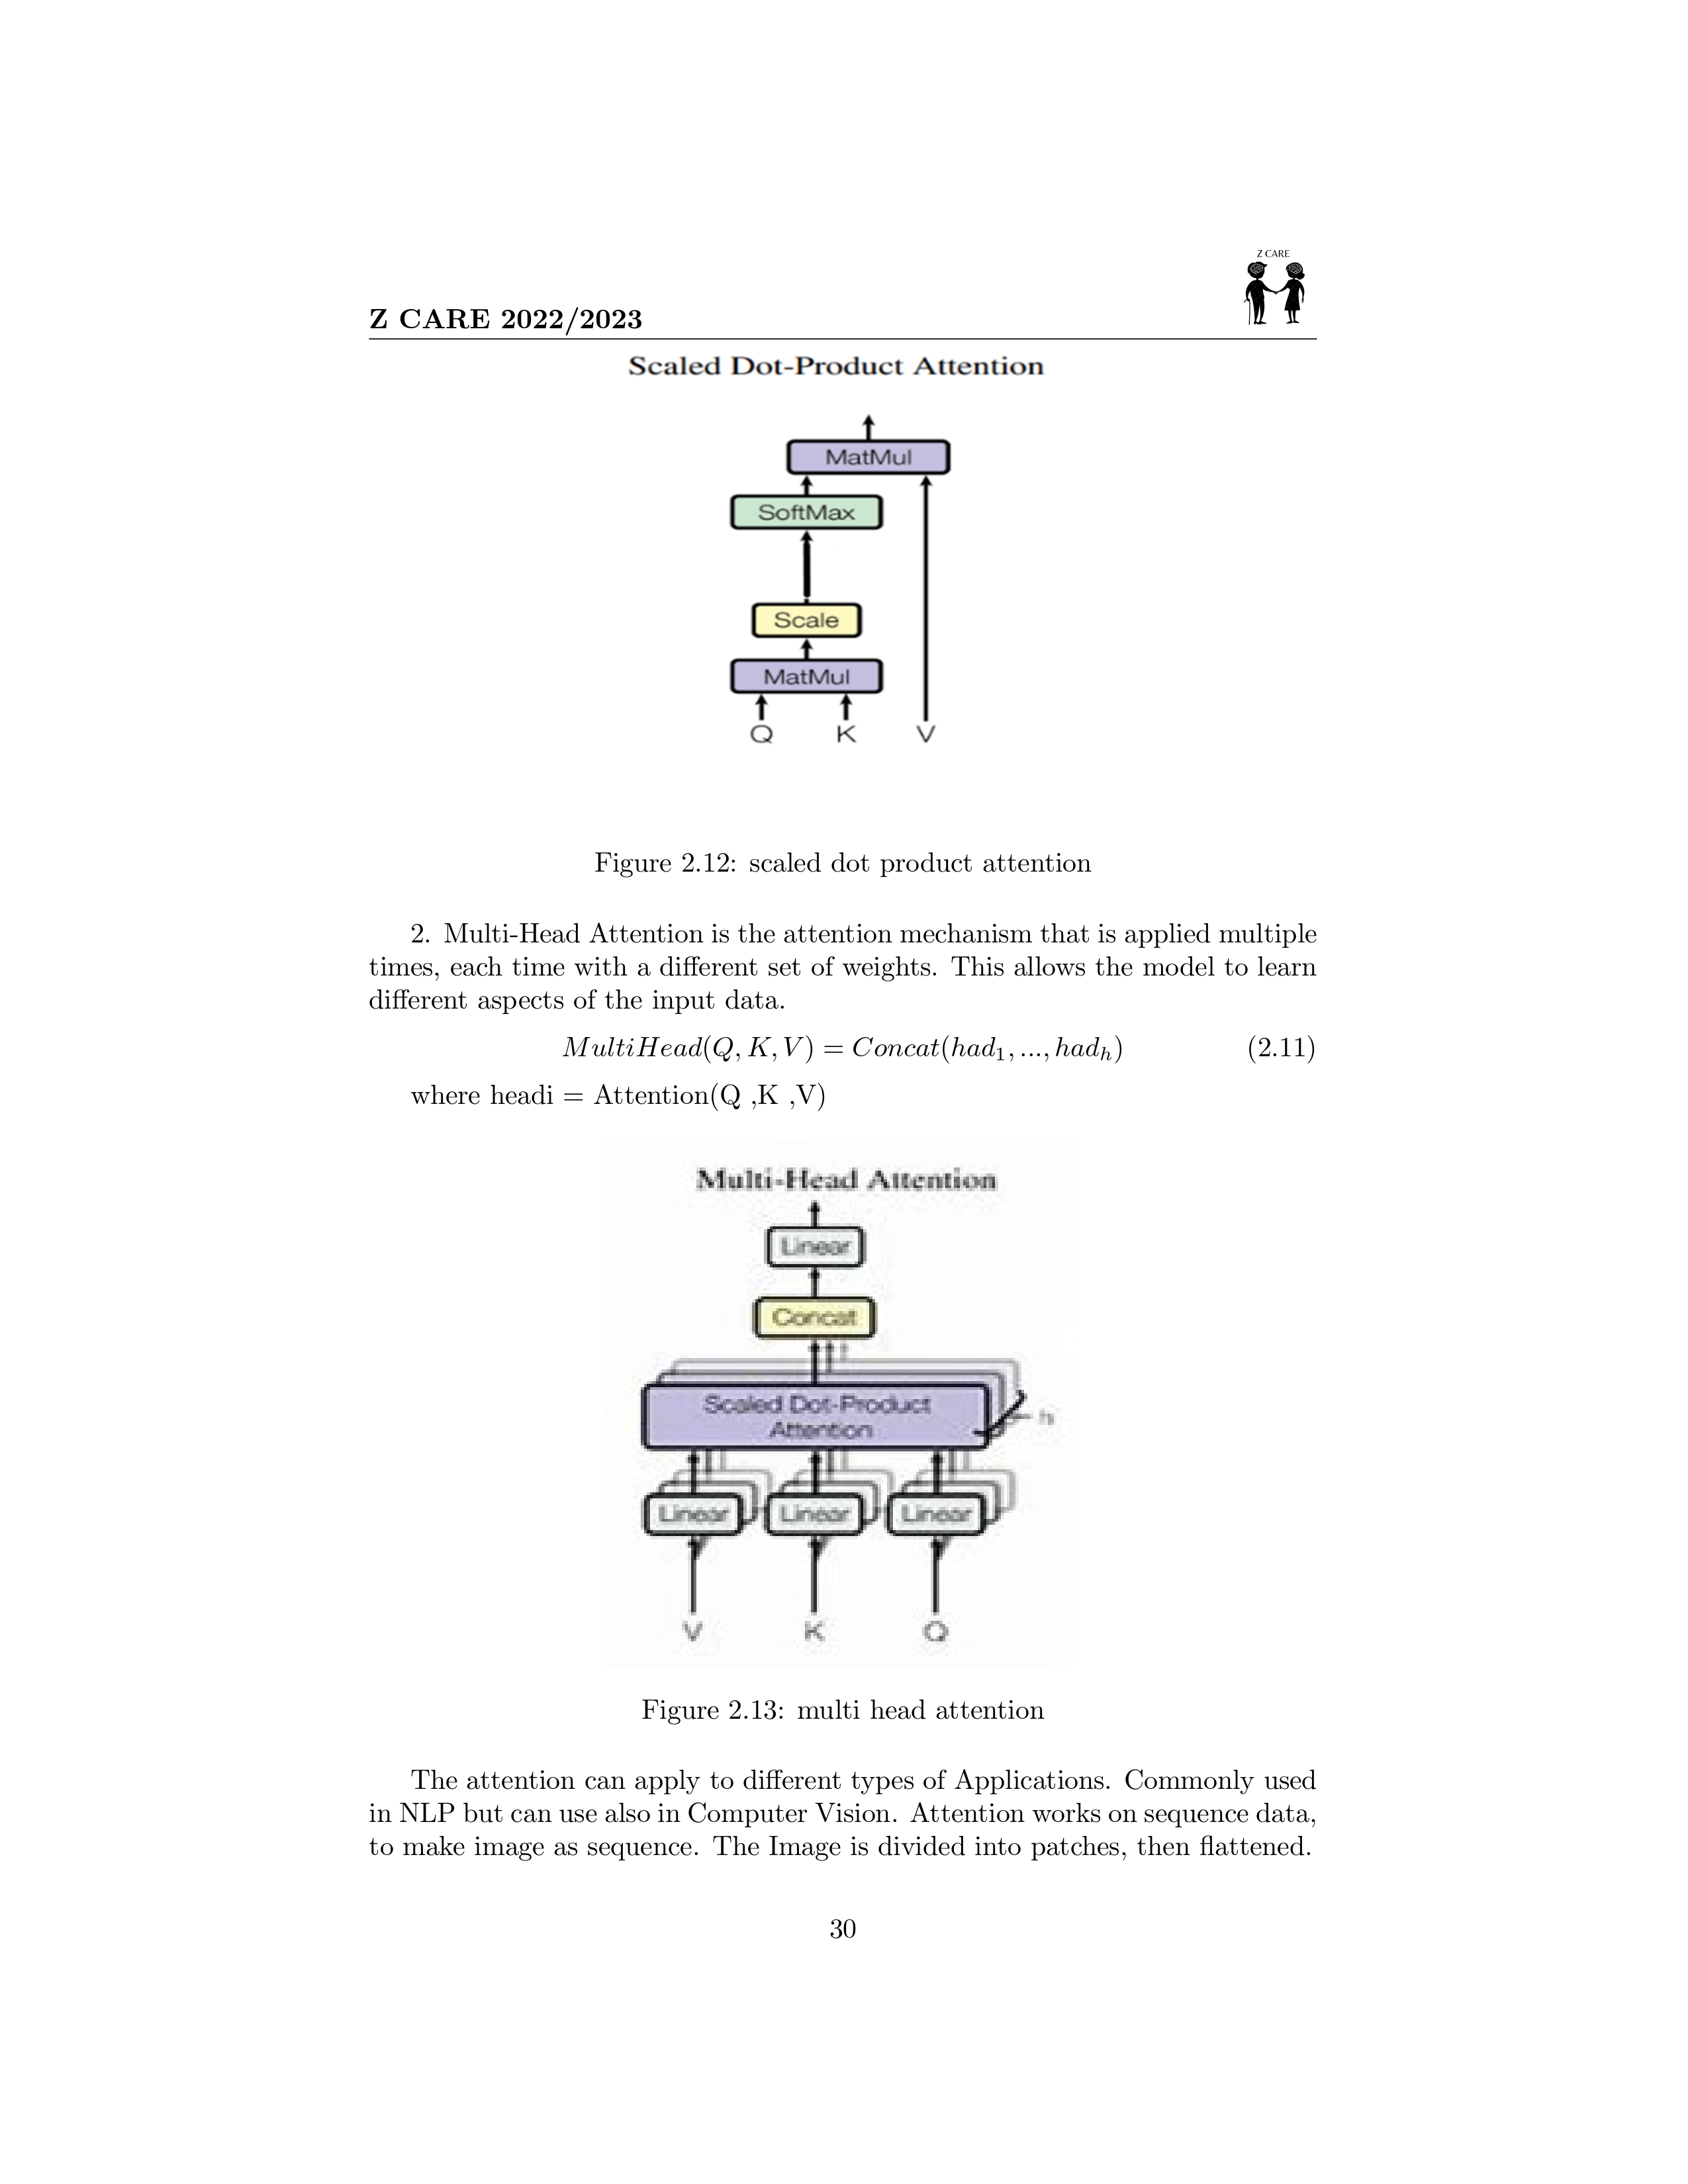 Z CARE
Z CARE 2022/2023
Scaled Dot-Product Attention
MatMul
SoftMax
Scale
MatMul
Q K V
Figure 2.12: scaled dot product attention
2. Multi-Head Attention is the attention mechanism that is applied multiple
times, each time with a different set of weights. This allows the model to learn
different aspects of the input data.
MultiHead(Q, K, V) = Concat(had₁, ..., hadₕ) (2.11)
where headi = Attention(Q ,K ,V)
Multi-Head Attention
Linear
Concat
Scaled Dot-Product
Attention
h
Linear Linear Linear
V K Q
Figure 2.13: multi head attention
The attention can apply to different types of Applications. Commonly used
in NLP but can use also in Computer Vision. Attention works on sequence data,
to make image as sequence. The Image is divided into patches, then flattened.
30